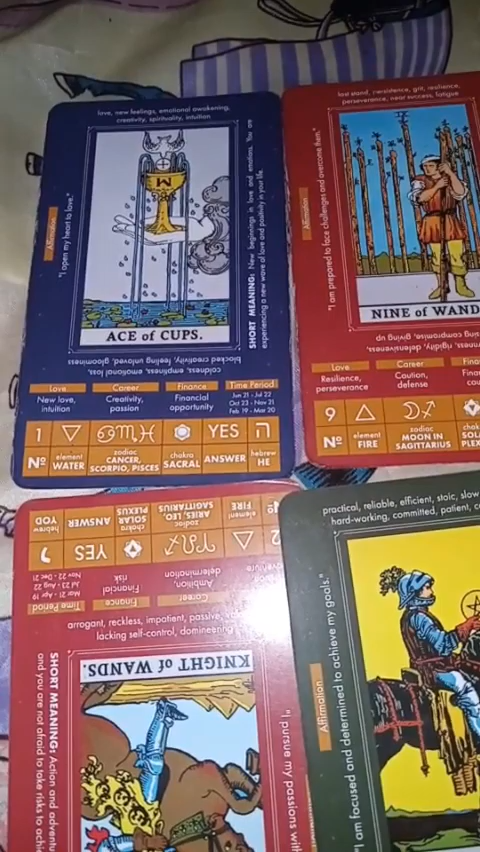 love, new feelings, emotional awakening,
creativity, spirituality, intuition
Affirmation
"I open my heart to love."
ACE of CUPS.
SHORT MEANING: New beginnings in love and emotions. You are
experiencing a new wave of love and positivity in your life.
coldness, emptiness, emotional loss,
blocked creativity, feeling unloved, gloominess
Love Career Finance Time Period
New love, intuition
Creativity, passion
Financial opportunity
Jun 21 - Jul 22
Oct 23 - Nov 21
Feb 19 - Mar 20
1 YES ה
Nº element WATER zodiac CANCER, SCORPIO, PISCES chakra SACRAL ANSWER hebrew HE
last stand, persistence, grit, resilience,
perseverance, near success, fatigue
Affirmation
"I am prepared to face challenges and overcome them."
NINE of WAND
rigidity, defensiveness,
compromise, giving up
Love Career
Resilience, perseverance
Caution, defense
9
Nº element FIRE zodiac MOON IN SAGITTARIUS
YES
hebrew YOD ANSWER chakra SOLAR PLEXUS zodiac ARIES, LEO, SAGITTARIUS element FIRE
Time Period Finance Career
Mar 21 - Apr 19
Jul 23 - Aug 22
Nov 22 - Dec 21
Financial risk
Ambition, determination
arrogant, reckless, impatient, passive,
lacking self-control, domineering
KNIGHT of WANDS.
SHORT MEANING: Action and
and you are not afraid to take risks to
"I pursue my passions
practical, reliable, efficient, stoic, slow
hard-working, committed, patient,
Affirmation
"I am focused and determined to achieve my goals."